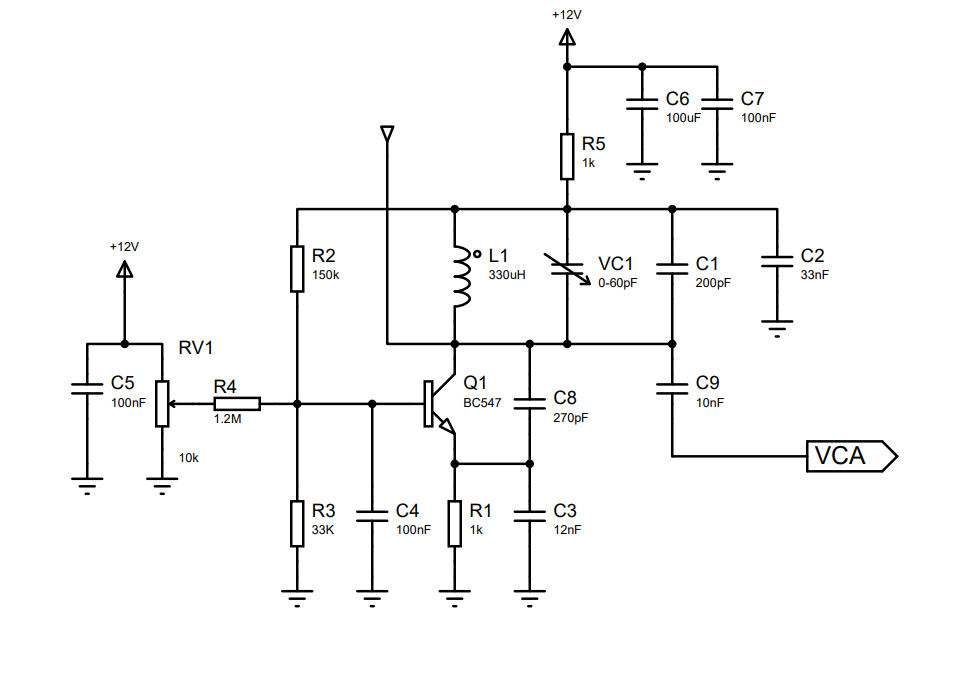 +12V
C6
100uF
C7
100nF
R5
1k
+12V
R2
150k
L1
330uH
VC1
0-60pF
C1
200pF
C2
33nF
RV1
C5
100nF
R4
1.2M
10k
Q1
BC547
C8
270pF
C9
10nF
VCA
R3
33K
C4
100nF
R1
1k
C3
12nF